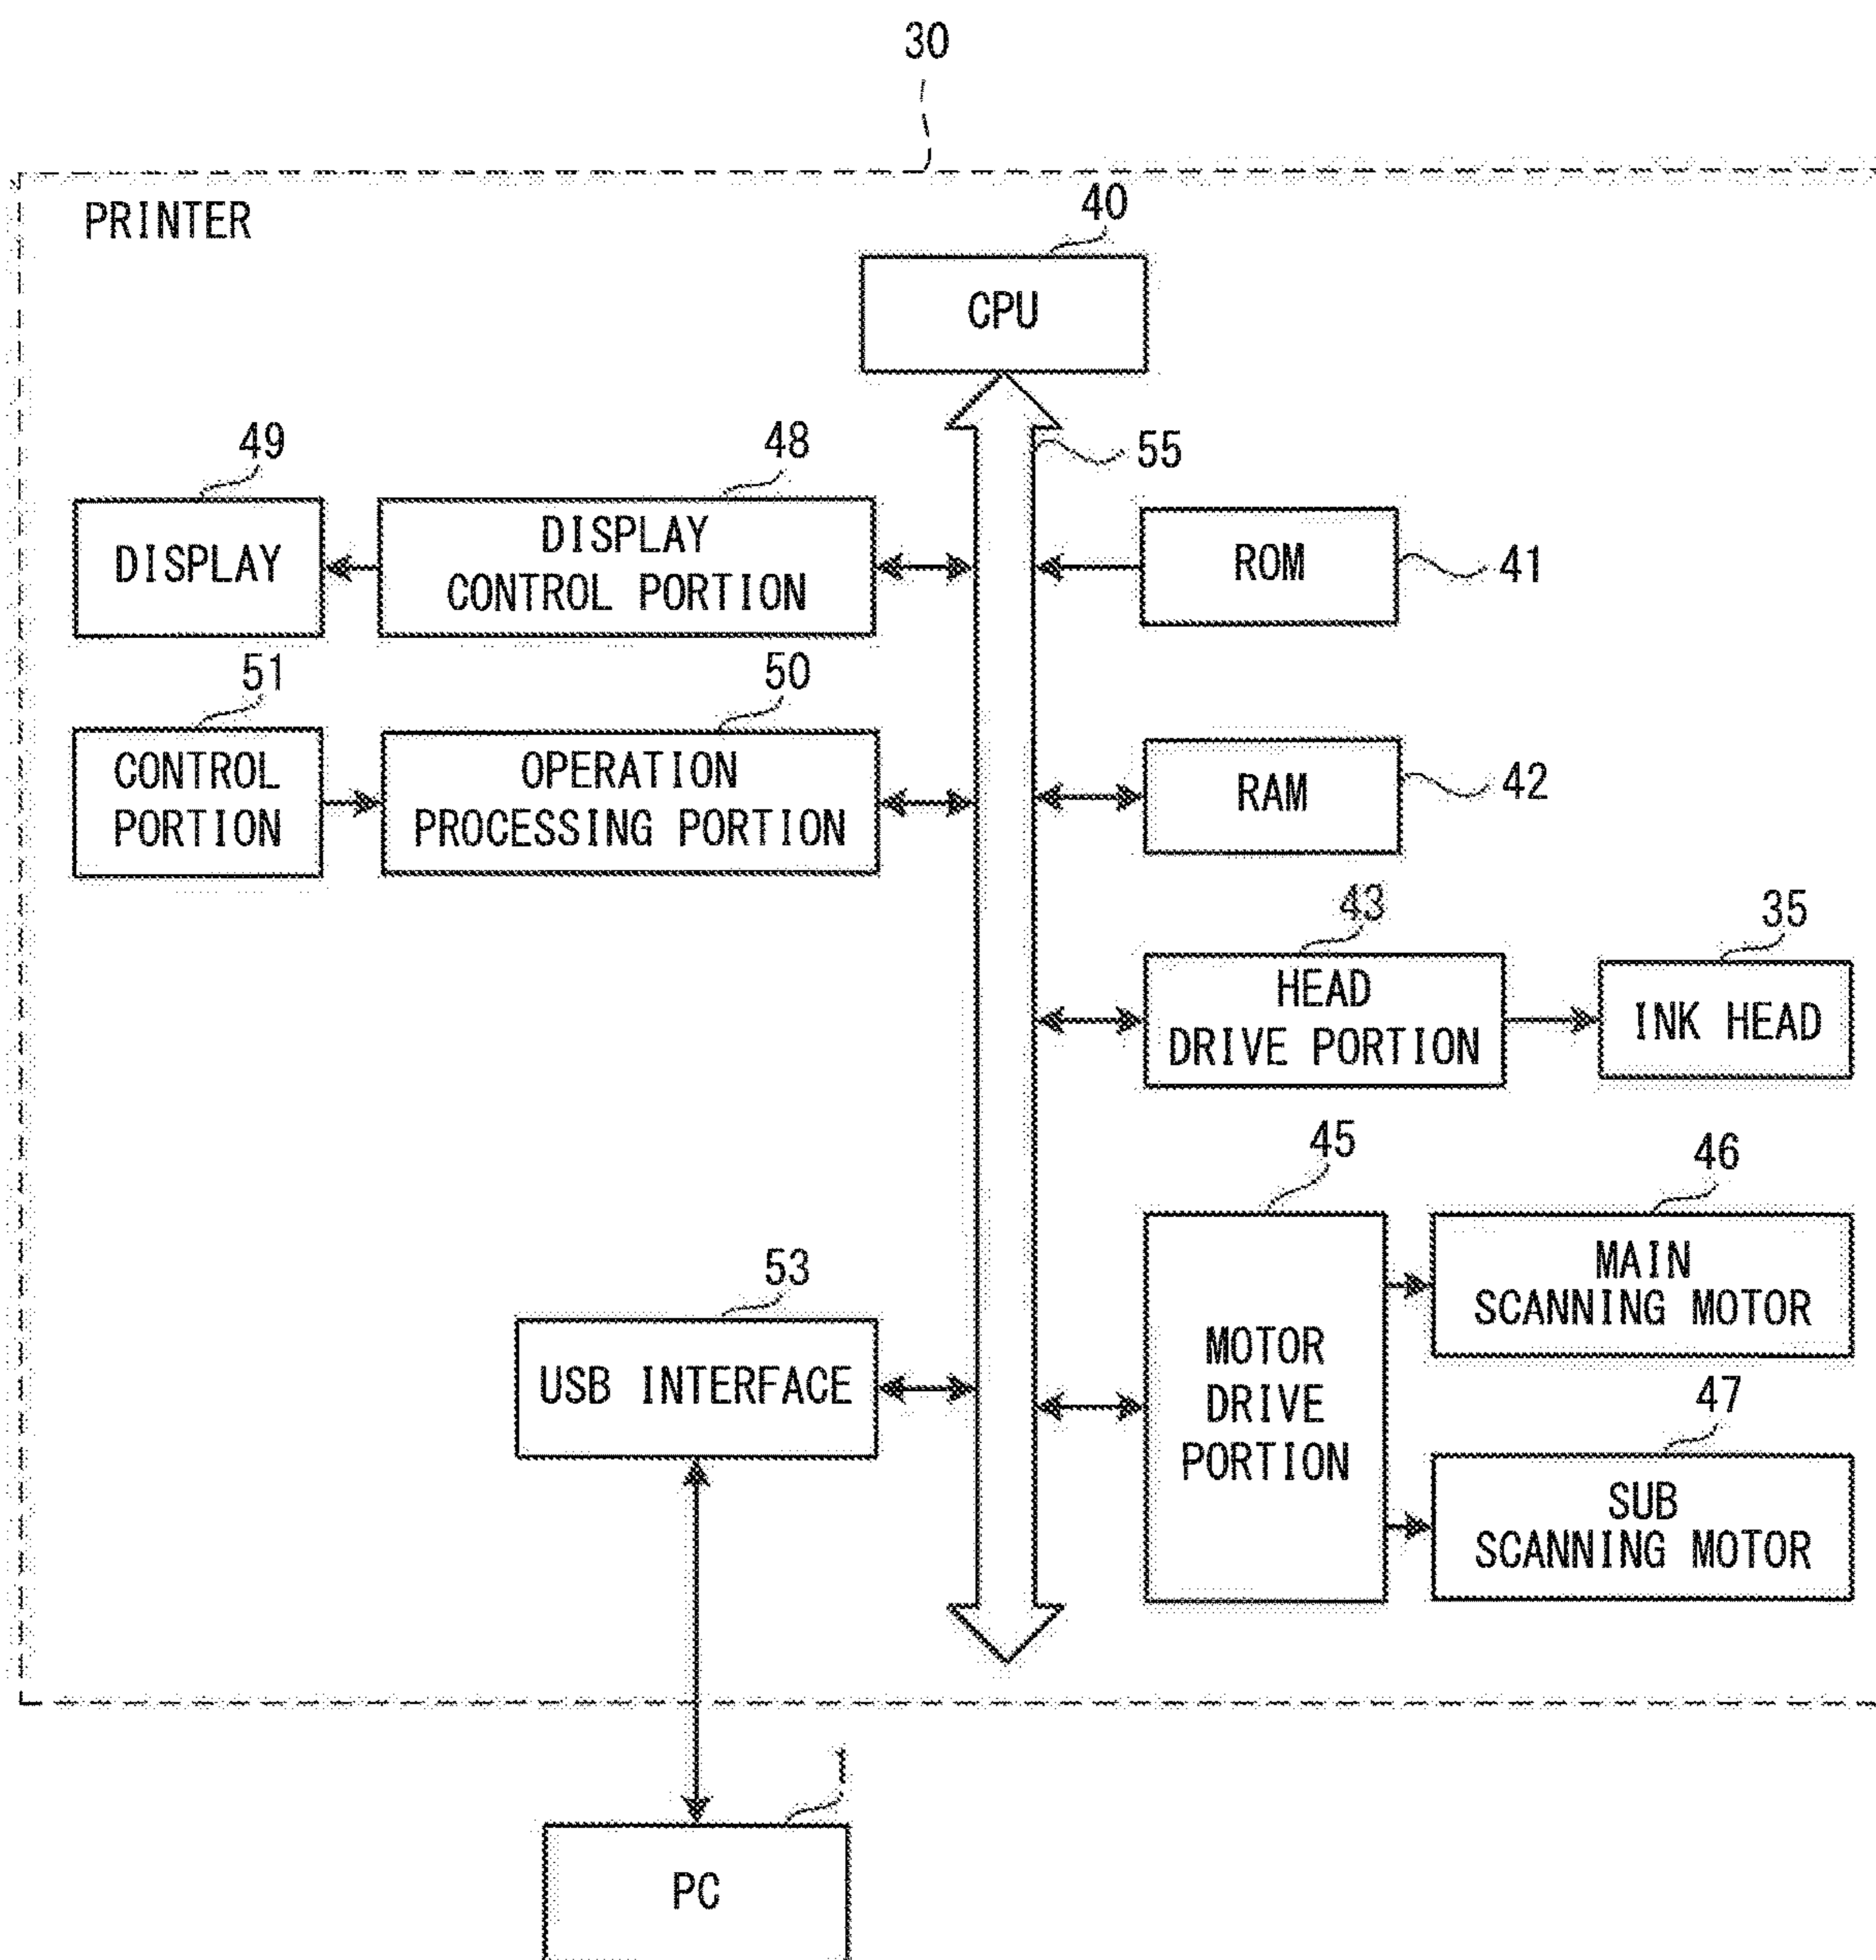 30
PRINTER
40
CPU
55
49
48
DISPLAY
DISPLAY
CONTROL PORTION
ROM
41
51
50
CONTROL
PORTION
OPERATION
PROCESSING PORTION
RAM
42
43
HEAD
DRIVE PORTION
35
INK HEAD
45
MOTOR
DRIVE
PORTION
46
MAIN
SCANNING MOTOR
53
USB INTERFACE
47
SUB
SCANNING MOTOR
1
PC